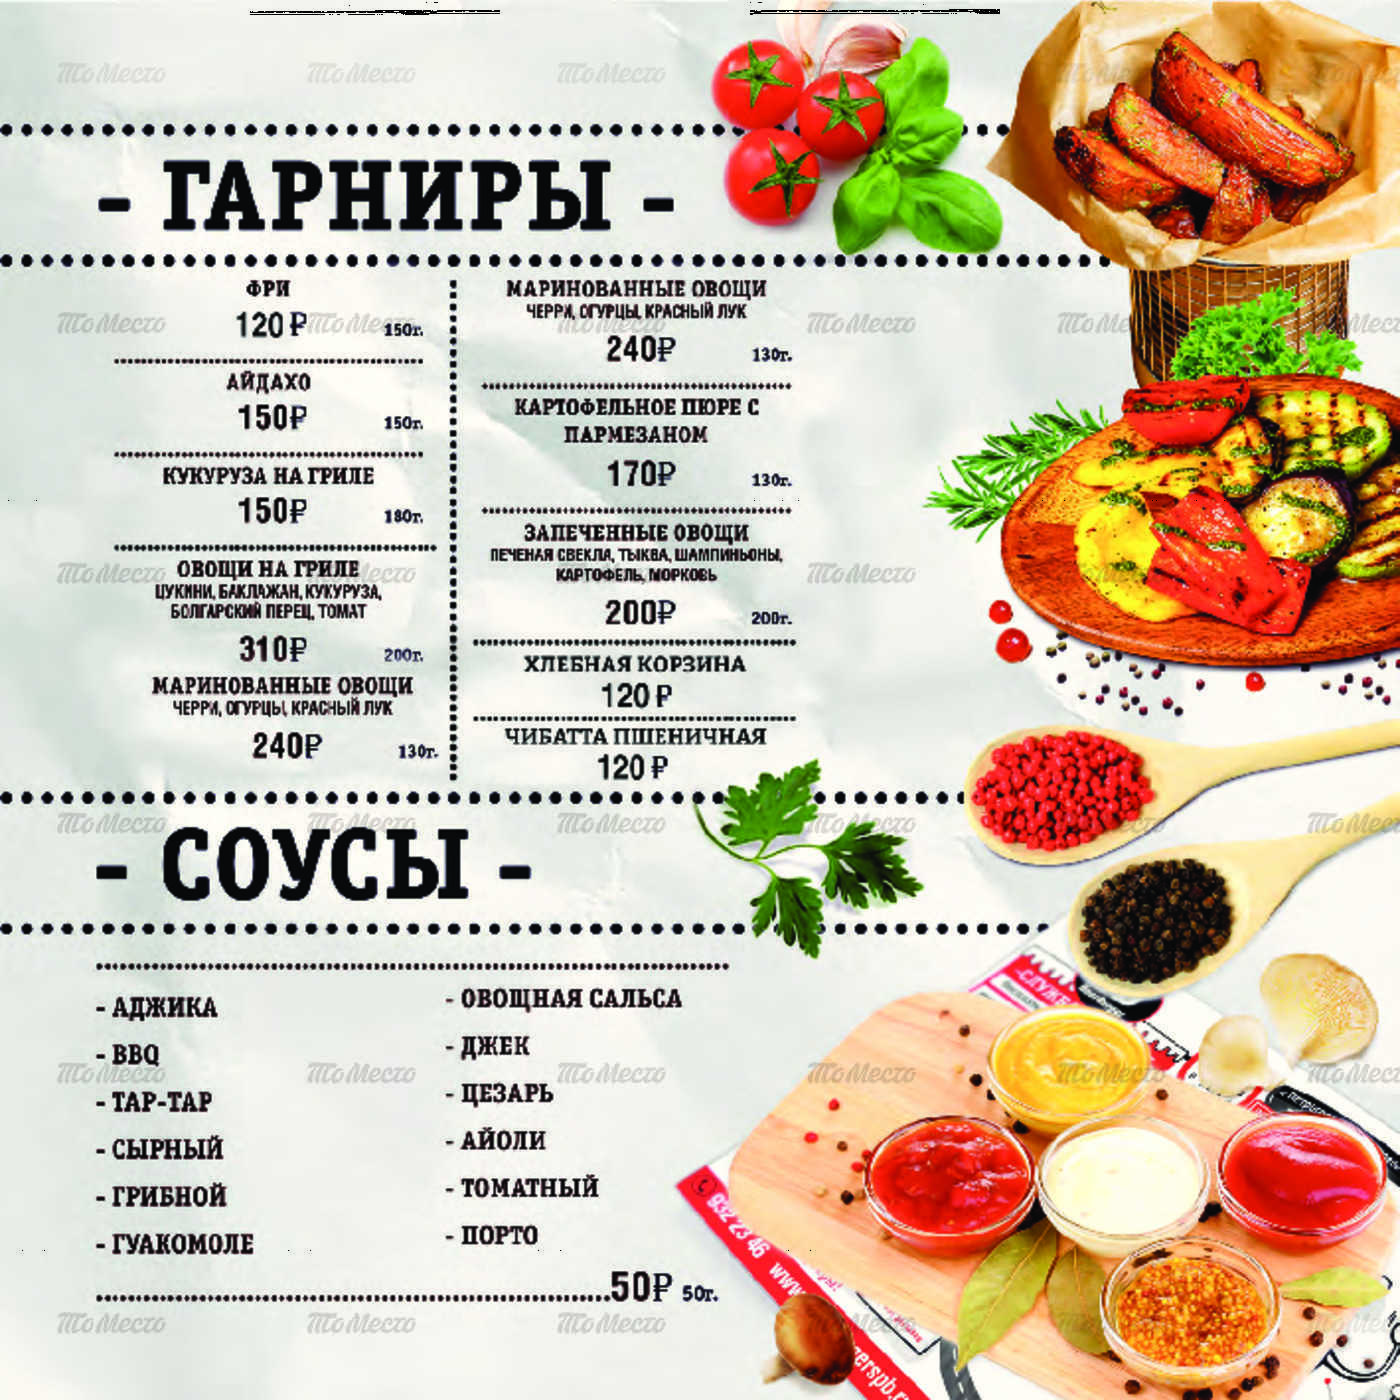 - ГАРНИРЫ -
ФРИ
120 ₽ 150г.
АЙДАХО
150₽ 150г.
КУКУРУЗА НА ГРИЛЕ
150₽ 180г.
ОВОЩИ НА ГРИЛЕ
ЦУКИНИ, БАКЛАЖАН, КУКУРУЗА,
БОЛГАРСКИЙ ПЕРЕЦ, ТОМАТ
310₽ 200г.
МАРИНОВАННЫЕ ОВОЩИ
ЧЕРРИ, ОГУРЦЫ, КРАСНЫЙ ЛУК
240₽ 130г.
МАРИНОВАННЫЕ ОВОЩИ
ЧЕРРИ, ОГУРЦЫ, КРАСНЫЙ ЛУК
240₽ 130г.
КАРТОФЕЛЬНОЕ ПЮРЕ С
ПАРМЕЗАНОМ
170₽ 130г.
ЗАПЕЧЕННЫЕ ОВОЩИ
ПЕЧЕНАЯ СВЕКЛА, ТЫКВА, ШАМПИНЬОНЫ,
КАРТОФЕЛЬ, МОРКОВЬ
200₽ 200г.
ХЛЕБНАЯ КОРЗИНА
120 ₽
ЧИБАТТА ПШЕНИЧНАЯ
120 ₽
- СОУСЫ -
- АДЖИКА
- BBQ
- ТАР-ТАР
- СЫРНЫЙ
- ГРИБНОЙ
- ГУАКОМОЛЕ
- ОВОЩНАЯ САЛЬСА
- ДЖЕК
- ЦЕЗАРЬ
- АЙОЛИ
- ТОМАТНЫЙ
- ПОРТО
50₽ 50г.
932 23 46 www.
erspb.r
ТоМесто